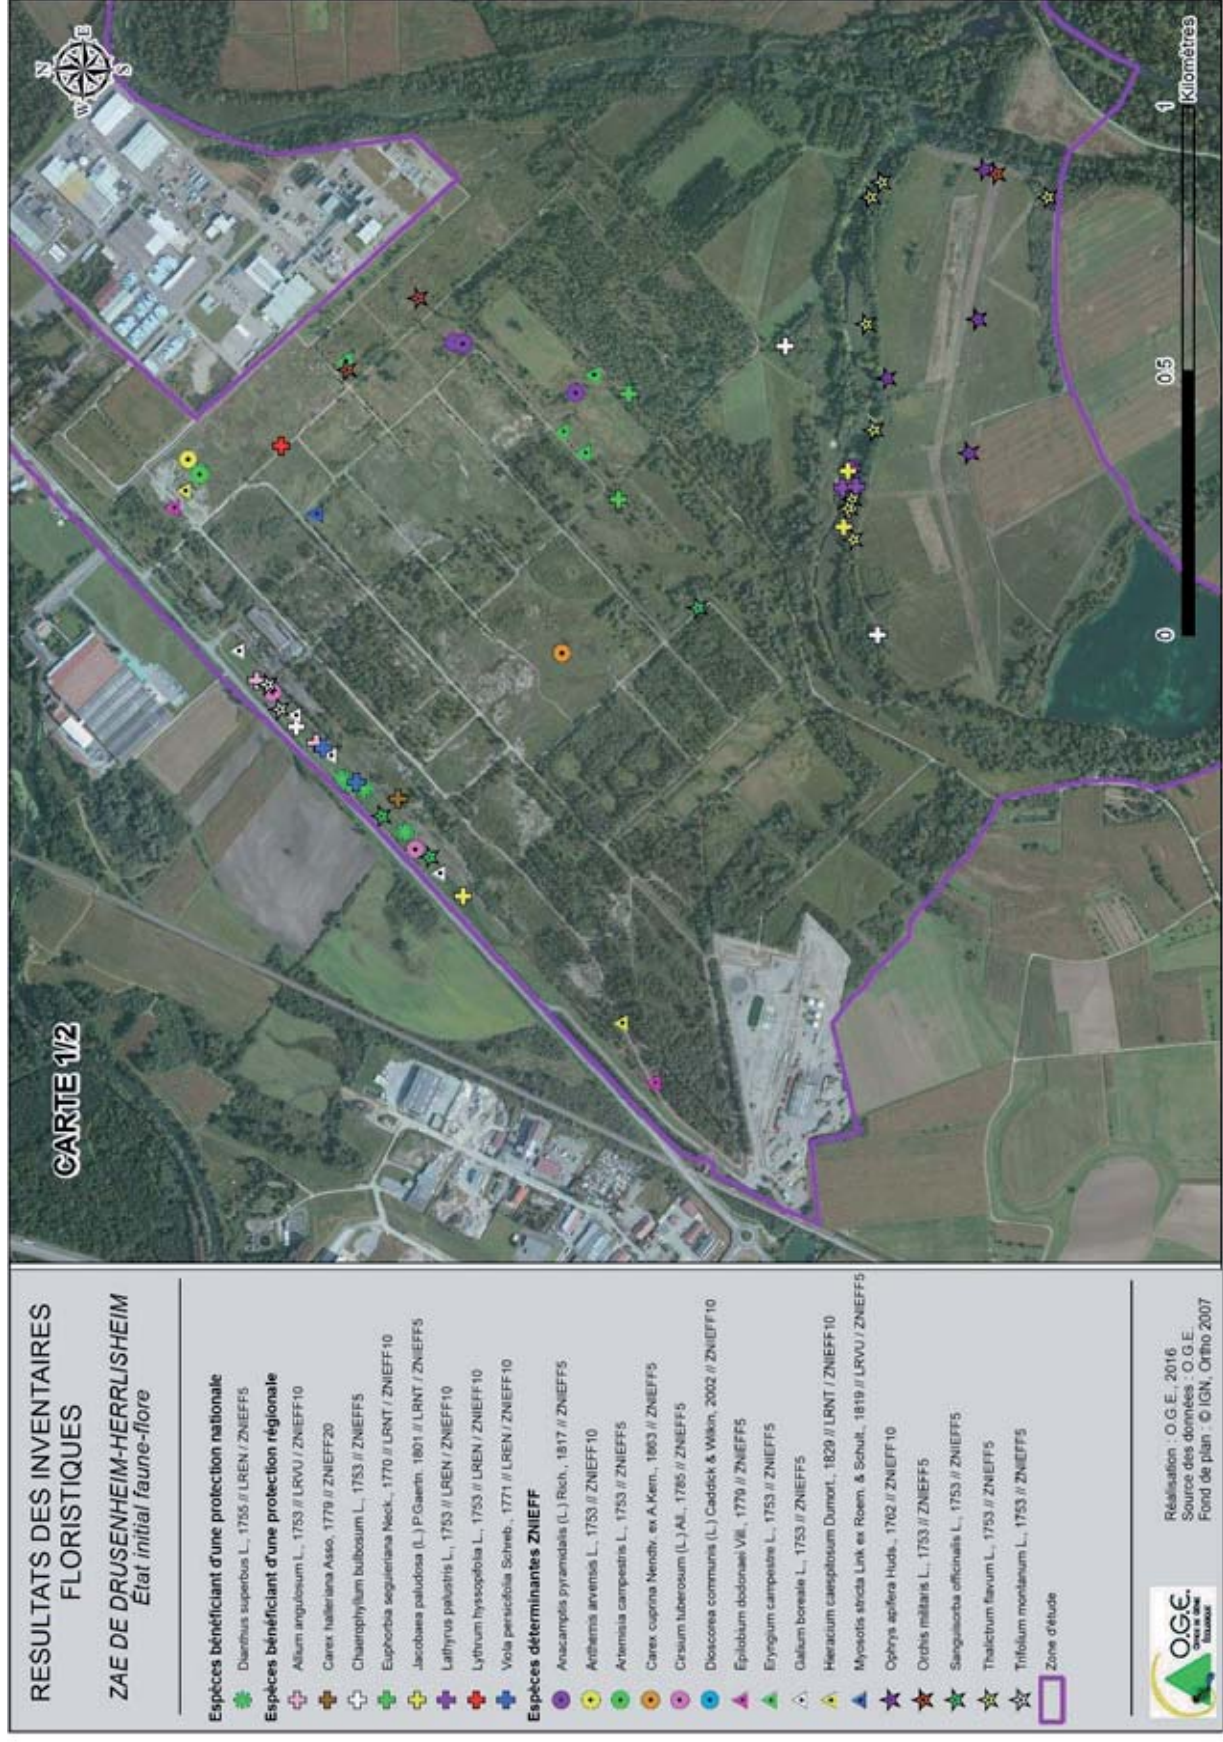 RESULTATS DES INVENTAIRES
FLORISTIQUES
ZAE DE DRUSENHEIM-HERRLISHEIM
État initial faune-flore
Espèces bénéficiant d'une protection nationale
Dianthus superbus L., 1755 // LREN / ZNIEFF5
Espèces bénéficiant d'une protection régionale
Allium angulosum L., 1753 // LRVU / ZNIEFF10
Carex halleriana Asso, 1779 // ZNIEFF20
Chaerophyllum bulbosum L., 1753 // ZNIEFF5
Euphorbia seguieriana Neck., 1770 // LRNT / ZNIEFF10
Jacobaea paludosa (L.) P.Gaertn. 1801 // LRNT / ZNIEFF5
Lathyrus palustris L., 1753 // LREN / ZNIEFF10
Lythrum hyssopifolia L., 1753 // LREN / ZNIEFF10
Viola persicifolia Schreb., 1771 // LREN / ZNIEFF10
Espèces déterminantes ZNIEFF
Anacamptis pyramidalis (L.) Rich., 1817 // ZNIEFF5
Anthemis arvensis L., 1753 // ZNIEFF10
Artemisia campestris L., 1753 // ZNIEFF5
Carex cuprina Nendtv. ex A.Kern., 1863 // ZNIEFF5
Cirsium tuberosum (L.) All., 1785 // ZNIEFF5
Dioscorea communis (L.) Caddick & Wilkin, 2002 // ZNIEFF10
Epilobium dodonaei Vill., 1779 // ZNIEFF5
Eryngium campestre L., 1753 // ZNIEFF5
Galium boreale L., 1753 // ZNIEFF5
Hieracium caespitosum Dumort., 1829 // LRNT / ZNIEFF10
Myosotis stricta Link ex Roem. & Schult., 1819 // LRVU / ZNIEFF5
Ophrys apifera Huds., 1762 // ZNIEFF10
Orchis militaris L., 1753 // ZNIEFF5
Sanguisorba officinalis L., 1753 // ZNIEFF5
Thalictrum flavum L., 1753 // ZNIEFF5
Trifolium montanum L., 1753 // ZNIEFF5
Zone d'étude
O.G.E.
Réalisation : O.G.E., 2016
Source des données : O.G.E.
Fond de plan : © IGN, Ortho 2007
CARTE 1/2
N
W
E
S
0
0.5
1
Kilomètres